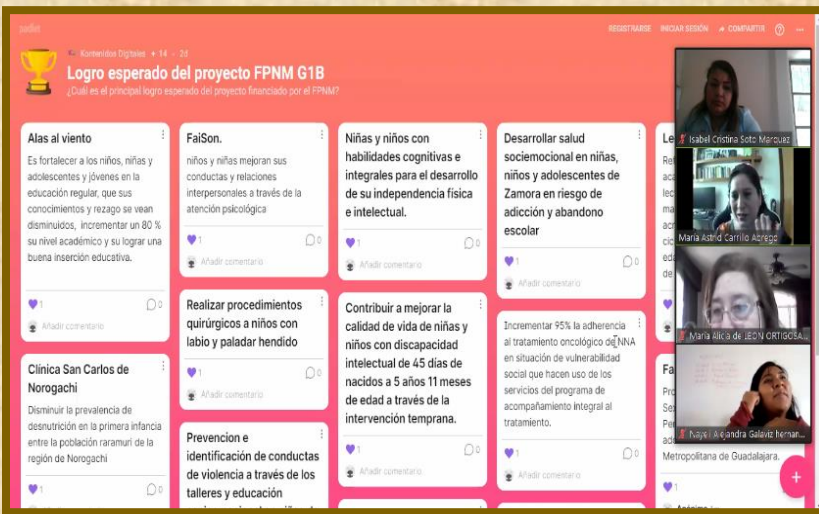 padlet
REGISTRARSE INICIAR SESIÓN COMPARTIR
Kontenidos Digitales + 14 · 2d
Logro esperado del proyecto FPNM G1B
¿Cuál es el principal logro esperado del proyecto financiado por el FPNM?
Alas al viento
Es fortalecer a los niños, niñas y
adolescentes y jóvenes en la
educación regular, que sus
conocimientos y rezago se vean
disminuidos, incrementar un 80 %
su nivel académico y su lograr una
buena inserción educativa.
1 0
Añadir comentario
Clínica San Carlos de
Norogachi
Disminuir la prevalencia de
desnutrición en la primera infancia
entre la población raramuri de la
región de Norogachi
1 0
FaiSon.
niños y niñas mejoran sus
conductas y relaciones
interpersonales a través de la
atención psicológica
1 0
Añadir comentario
Realizar procedimientos
quirúrgicos a niños con
labio y paladar hendido
1 0
Añadir comentario
Prevencion e
identificación de conductas
de violencia a través de los
talleres y educación
Niñas y niños con
habilidades cognitivas e
integrales para el desarrollo
de su independencia física
e intelectual.
1 0
Añadir comentario
Contribuir a mejorar la
calidad de vida de niñas y
niños con discapacidad
intelectual de 45 días de
nacidos a 5 años 11 meses
de edad a través de la
intervención temprana.
1 0
Añadir comentario
Desarrollar salud
sociemocional en niñas,
niños y adolescentes de
Zamora en riesgo de
adicción y abandono
escolar
1 0
Añadir comentario
Incrementar 95% la adherencia
al tratamiento oncológico de NNA
en situación de vulnerabilidad
social que hacen uso de los
servicios del programa de
acompañamiento integral al
tratamiento.
1 0
Añadir comentario
Metropolitana de Guadalajara.
1
Isabel Cristina Soto Marquez
María Astrid Carrillo Abrego
María Alicia de LEON ORTIGOSA...
Nayeli Alejandra Galaviz hernan...